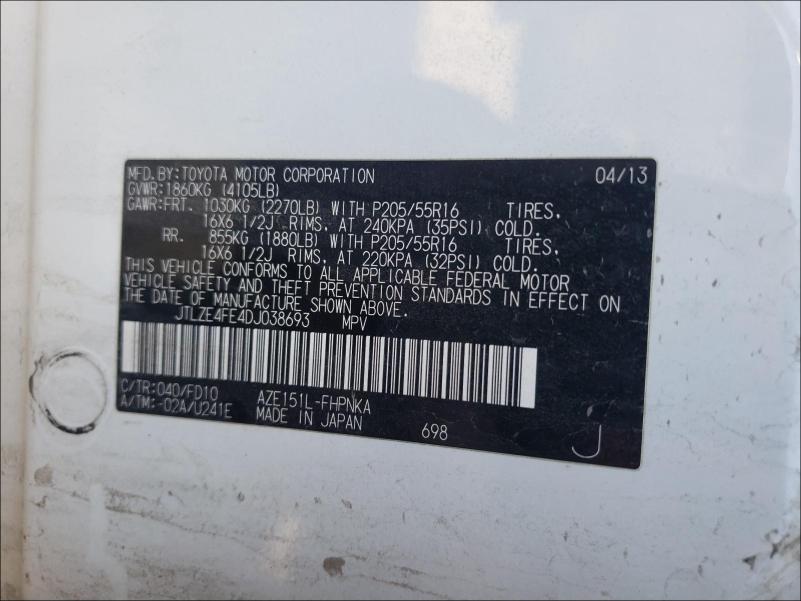 MFD.BY:TOYOTA MOTOR CORPORATION 04/13
GVWR:1860KG (4105LB)
GAWR:FRT. 1030KG (2270LB) WITH P205/55R16 TIRES,
16X6 1/2J RIMS, AT 240KPA (35PSI) COLD.
RR. 855KG (1880LB) WITH P205/55R16 TIRES,
16X6 1/2J RIMS, AT 220KPA (32PSI) COLD.
THIS VEHICLE CONFORMS TO ALL APPLICABLE FEDERAL MOTOR
VEHICLE SAFETY AND THEFT PREVENTION STANDARDS IN EFFECT ON
THE DATE OF MANUFACTURE SHOWN ABOVE.
JTLZE4FE4DJ038693 MPV
C/TR:040/FD10 AZE151L-FHPNKA
A/TM:-02A/U241E MADE IN JAPAN 698 J